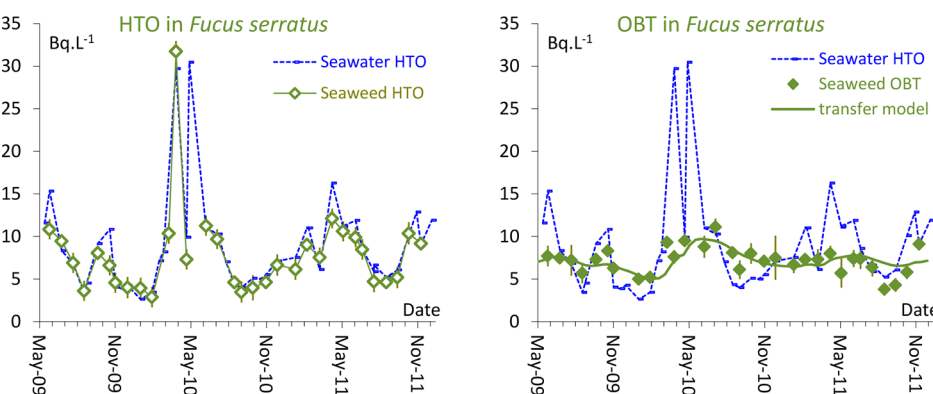 HTO in Fucus serratus
Bq.L-1
Seawater HTO
Seaweed HTO
35
30
25
20
15
10
5
0
Date
May-09
Nov-09
May-10
Nov-10
May-11
Nov-11
OBT in Fucus serratus
Bq.L-1
Seawater HTO
Seaweed OBT
transfer model
35
30
25
20
15
10
5
0
Date
May-09
Nov-09
May-10
Nov-10
May-11
Nov-11